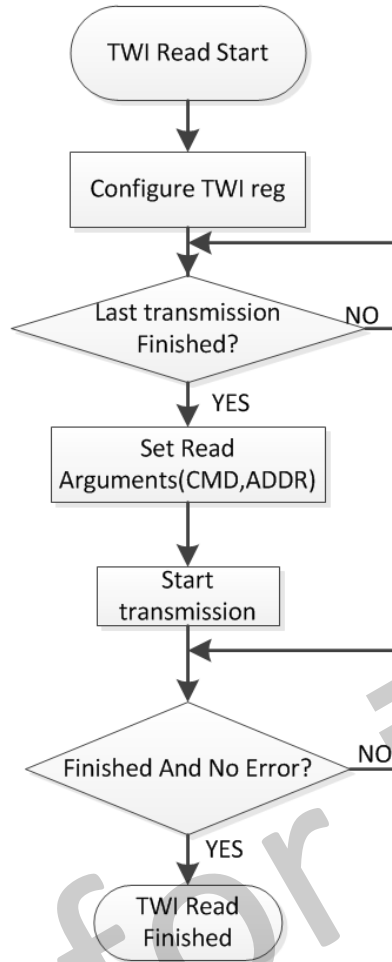 TWI Read Start
Configure TWI reg
Last transmission
Finished?
NO
YES
Set Read
Arguments(CMD,ADDR)
Start
transmission
Finished And No Error?
NO
YES
TWI Read
Finished
for